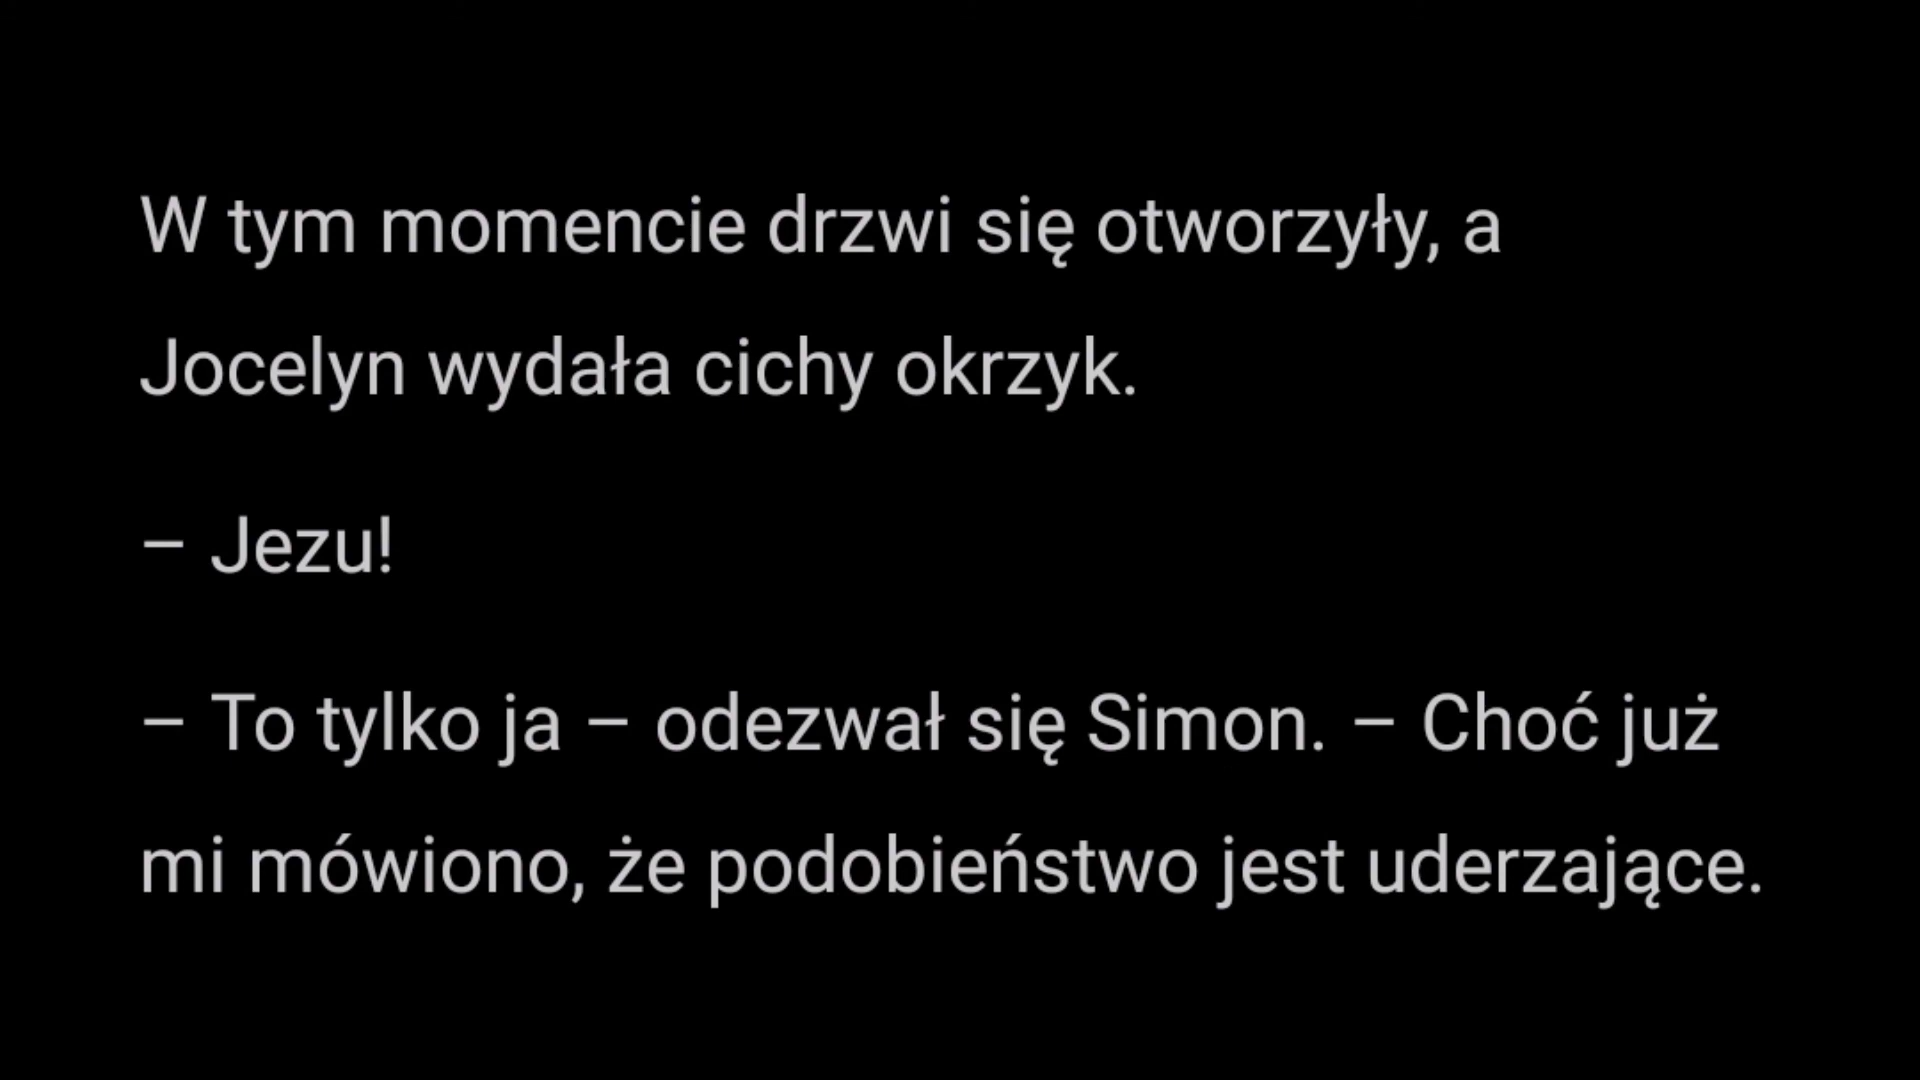 W tym momencie drzwi się otworzyły, a
Jocelyn wydała cichy okrzyk.
– Jezu!
– To tylko ja – odezwał się Simon. – Choć już
mi mówiono, że podobieństwo jest uderzające.